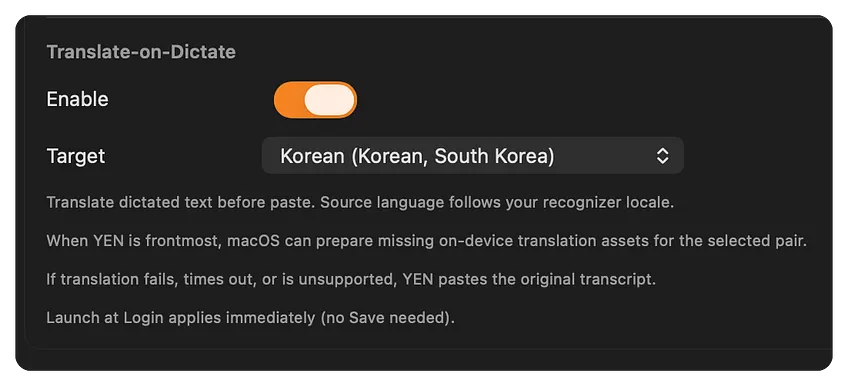 Translate-on-Dictate
Enable
Target
Korean (Korean, South Korea)
Translate dictated text before paste. Source language follows your recognizer locale.
When YEN is frontmost, macOS can prepare missing on-device translation assets for the selected pair.
If translation fails, times out, or is unsupported, YEN pastes the original transcript.
Launch at Login applies immediately (no Save needed).